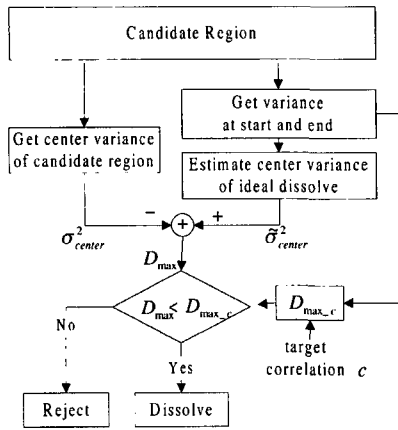 Candidate Region
Get variance
at start and end
Get center variance
of candidate region
Estimate center variance
of ideal dissolve
− + +
σ²center
σ̃²center
Dmax
Dmax < Dmax_c
Dmax_c
No
target
correlation c
Yes
Reject
Dissolve